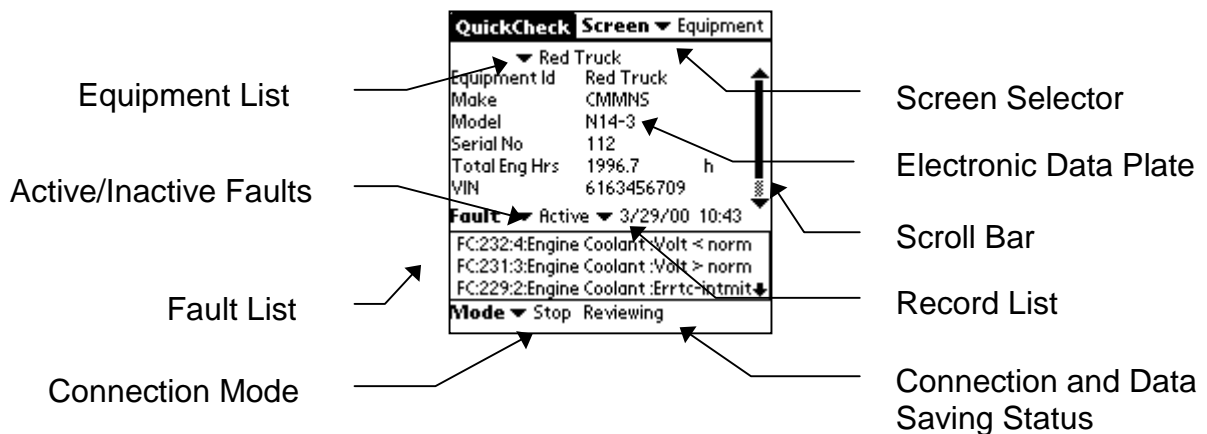 QuickCheck Screen Equipment
Red Truck
Equipment Id Red Truck
Make CMMNS
Model N14-3
Serial No 112
Total Eng Hrs 1996.7 h
VIN 6163456709
Fault Active 3/29/00 10:43
FC:232:4:Engine Coolant :Volt < norm
FC:231:3:Engine Coolant :Volt > norm
FC:229:2:Engine Coolant :Errtc-intmit
Mode Stop Reviewing
Equipment List
Active/Inactive Faults
Fault List
Connection Mode
Screen Selector
Electronic Data Plate
Scroll Bar
Record List
Connection and Data
Saving Status